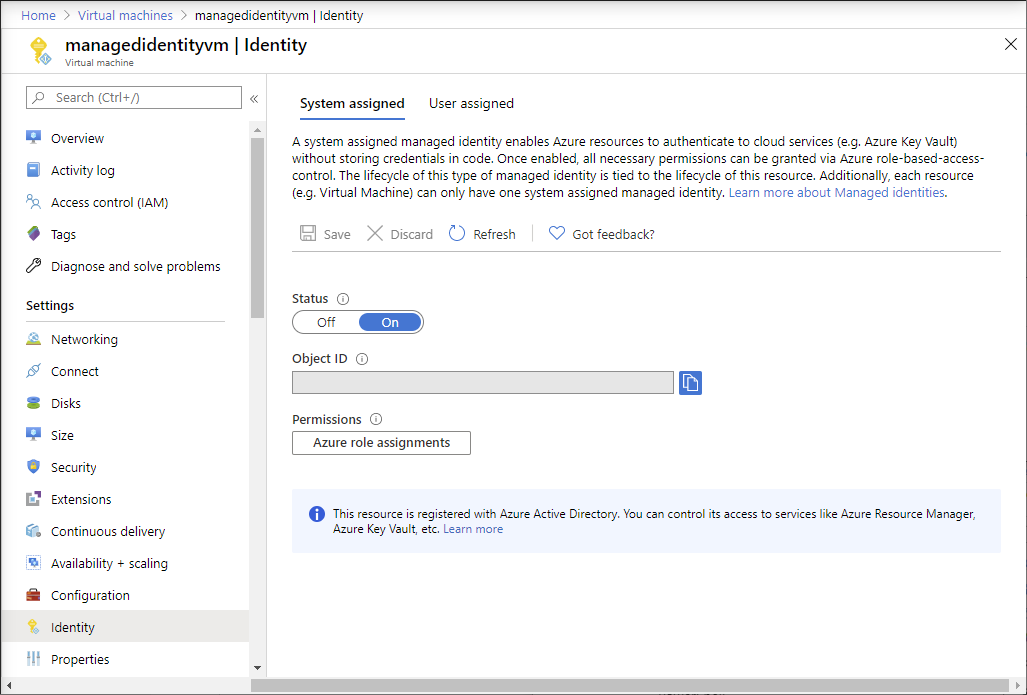 Home > Virtual machines > managedidentityvm | Identity
managedidentityvm | Identity
Virtual machine
Search (Ctrl+/)
«
Overview
Activity log
Access control (IAM)
Tags
Diagnose and solve problems
Settings
Networking
Connect
Disks
Size
Security
Extensions
Continuous delivery
Availability + scaling
Configuration
Identity
Properties
System assigned User assigned
A system assigned managed identity enables Azure resources to authenticate to cloud services (e.g. Azure Key Vault)
without storing credentials in code. Once enabled, all necessary permissions can be granted via Azure role-based-access-
control. The lifecycle of this type of managed identity is tied to the lifecycle of this resource. Additionally, each resource
(e.g. Virtual Machine) can only have one system assigned managed identity. Learn more about Managed identities.
Save Discard Refresh Got feedback?
Status
Off On
Object ID
Permissions
Azure role assignments
This resource is registered with Azure Active Directory. You can control its access to services like Azure Resource Manager,
Azure Key Vault, etc. Learn more